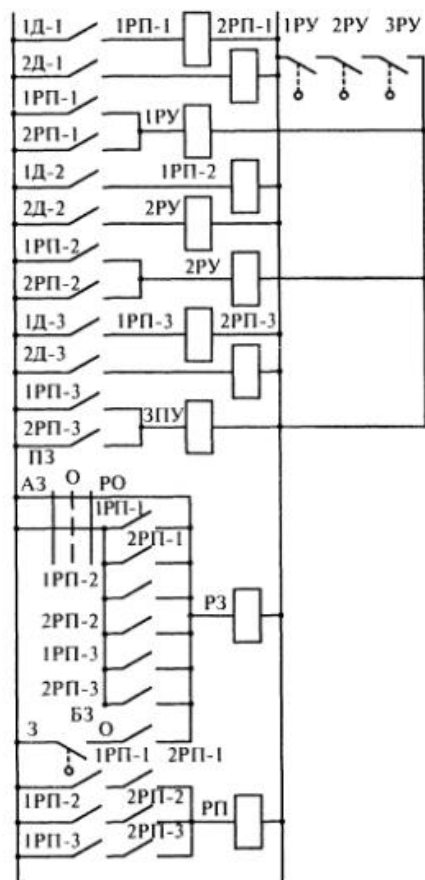 1Д-1 1РП-1 2РП-1 1РУ 2РУ 3РУ
2Д-1
1РП-1
1РУ
2РП-1
1Д-2 1РП-2
2Д-2 2РУ
1РП-2
2РУ
2РП-2
1Д-3 1РП-3 2РП-3
2Д-3
1РП-3
3ПУ
2РП-3
ПЗ
АЗ О РО
1РП-1
2РП-1
1РП-2
2РП-2 РЗ
1РП-3
2РП-3
БЗ
З О
1РП-1 2РП-1
1РП-2 2РП-2
РП
1РП-3 2РП-3